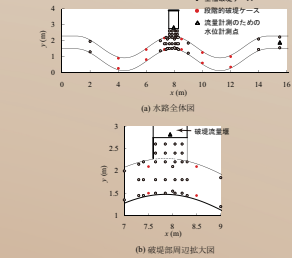 段階的破堤ケース
流量計測のための
水位計測点
y (m)
4
3
2
1
0
0 2 4 6 8 10 12 14 16
x (m)
(a) 水路全体図
破堤流量堰
y (m)
3
2.5
2
1.5
1
7 7.5 8 8.5 9
x (m)
(b) 破堤部周辺拡大図